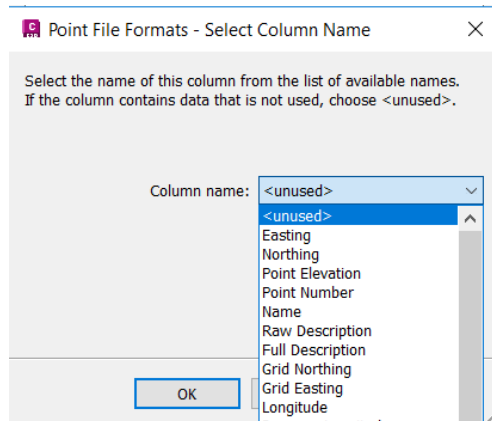 C
C3D
Point File Formats - Select Column Name
Select the name of this column from the list of available names.
If the column contains data that is not used, choose <unused>.
Column name:
<unused>
<unused>
Easting
Northing
Point Elevation
Point Number
Name
Raw Description
Full Description
Grid Northing
Grid Easting
Longitude
OK